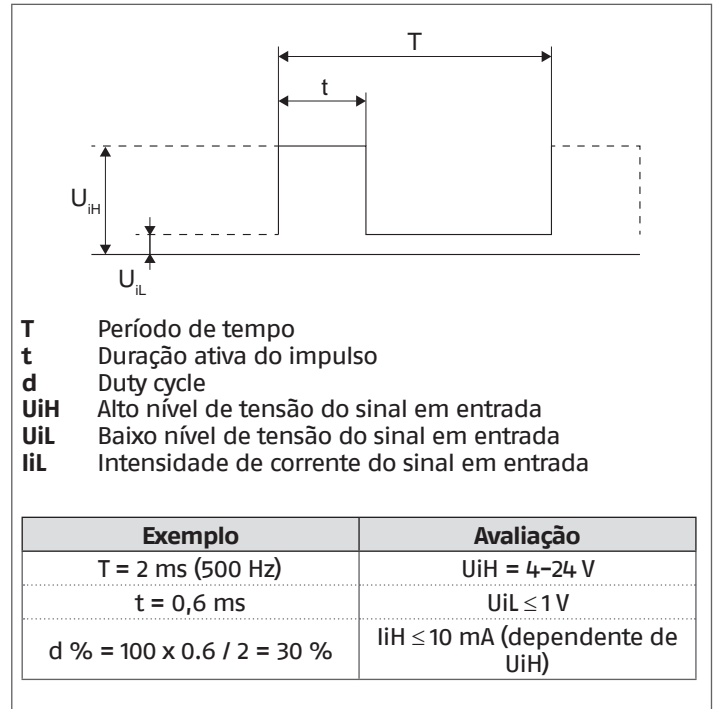 T
t
UiH
UiL
T Período de tempo
t Duração ativa do impulso
d Duty cycle
UiH Alto nível de tensão do sinal em entrada
UiL Baixo nível de tensão do sinal em entrada
IiL Intensidade de corrente do sinal em entrada
Exemplo Avaliação
T = 2 ms (500 Hz) UiH = 4–24 V
t = 0,6 ms UiL ≤ 1 V
d % = 100 x 0.6 / 2 = 30 % IiH ≤ 10 mA (dependente de
UiH)